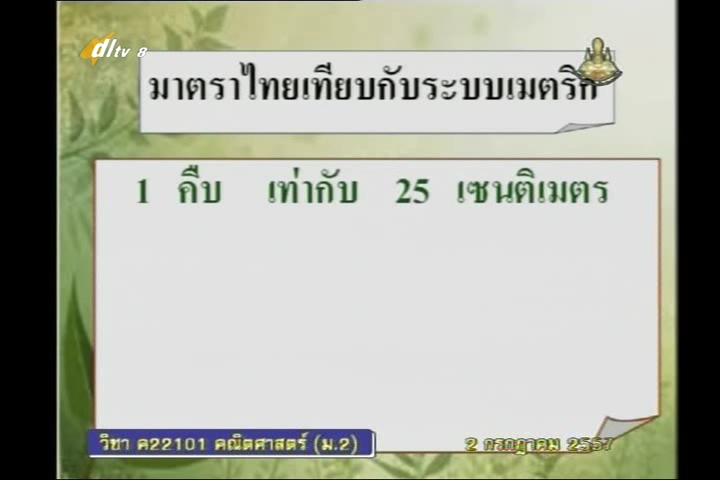 dltv 8
มาตราไทยเทียบกับระบบเมตริก
1 คืบ เท่ากับ 25 เซนติเมตร
วิชา ค22101 คณิตศาสตร์ (ม.2)
2 กรกฎาคม 2557